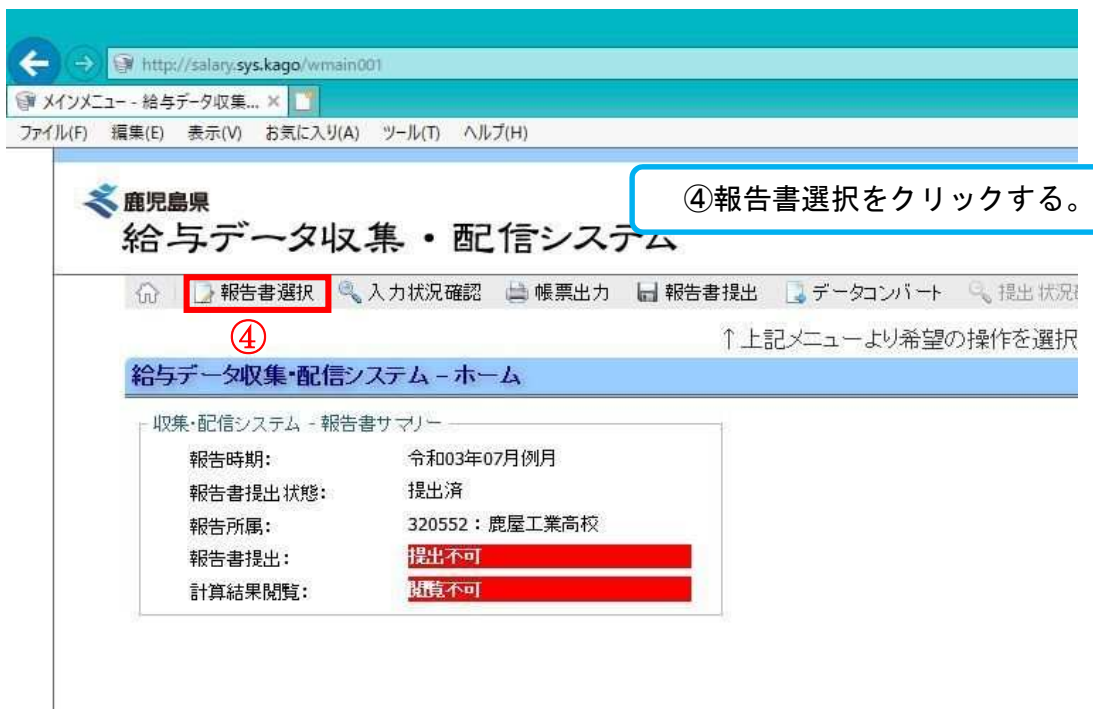 http://salary.sys.kago/wmain001
メインメニュー - 給与データ収集... ×
ファイル(F) 編集(E) 表示(V) お気に入り(A) ツール(T) ヘルプ(H)
鹿児島県
④報告書選択をクリックする。
給与データ収集・配信システム
報告書選択 入力状況確認 帳票出力 報告書提出 データコンバート 提出状況
④
↑上記メニューより希望の操作を選択
給与データ収集・配信システム － ホーム
収集・配信システム - 報告書サマリー
報告時期: 令和03年07月例月
報告書提出状態: 提出済
報告所属: 320552：鹿屋工業高校
報告書提出: 提出不可
計算結果閲覧: 閲覧不可